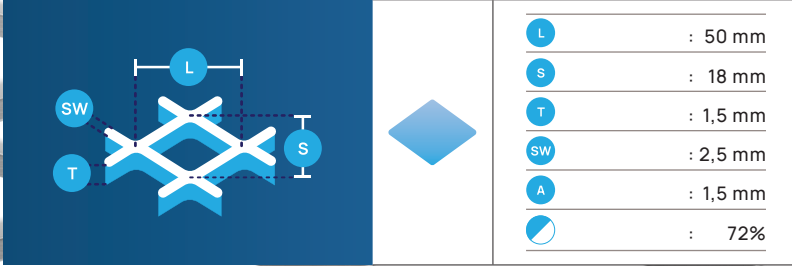 L
SW
S
T
L : 50 mm
S : 18 mm
T : 1,5 mm
SW : 2,5 mm
A : 1,5 mm
: 72%